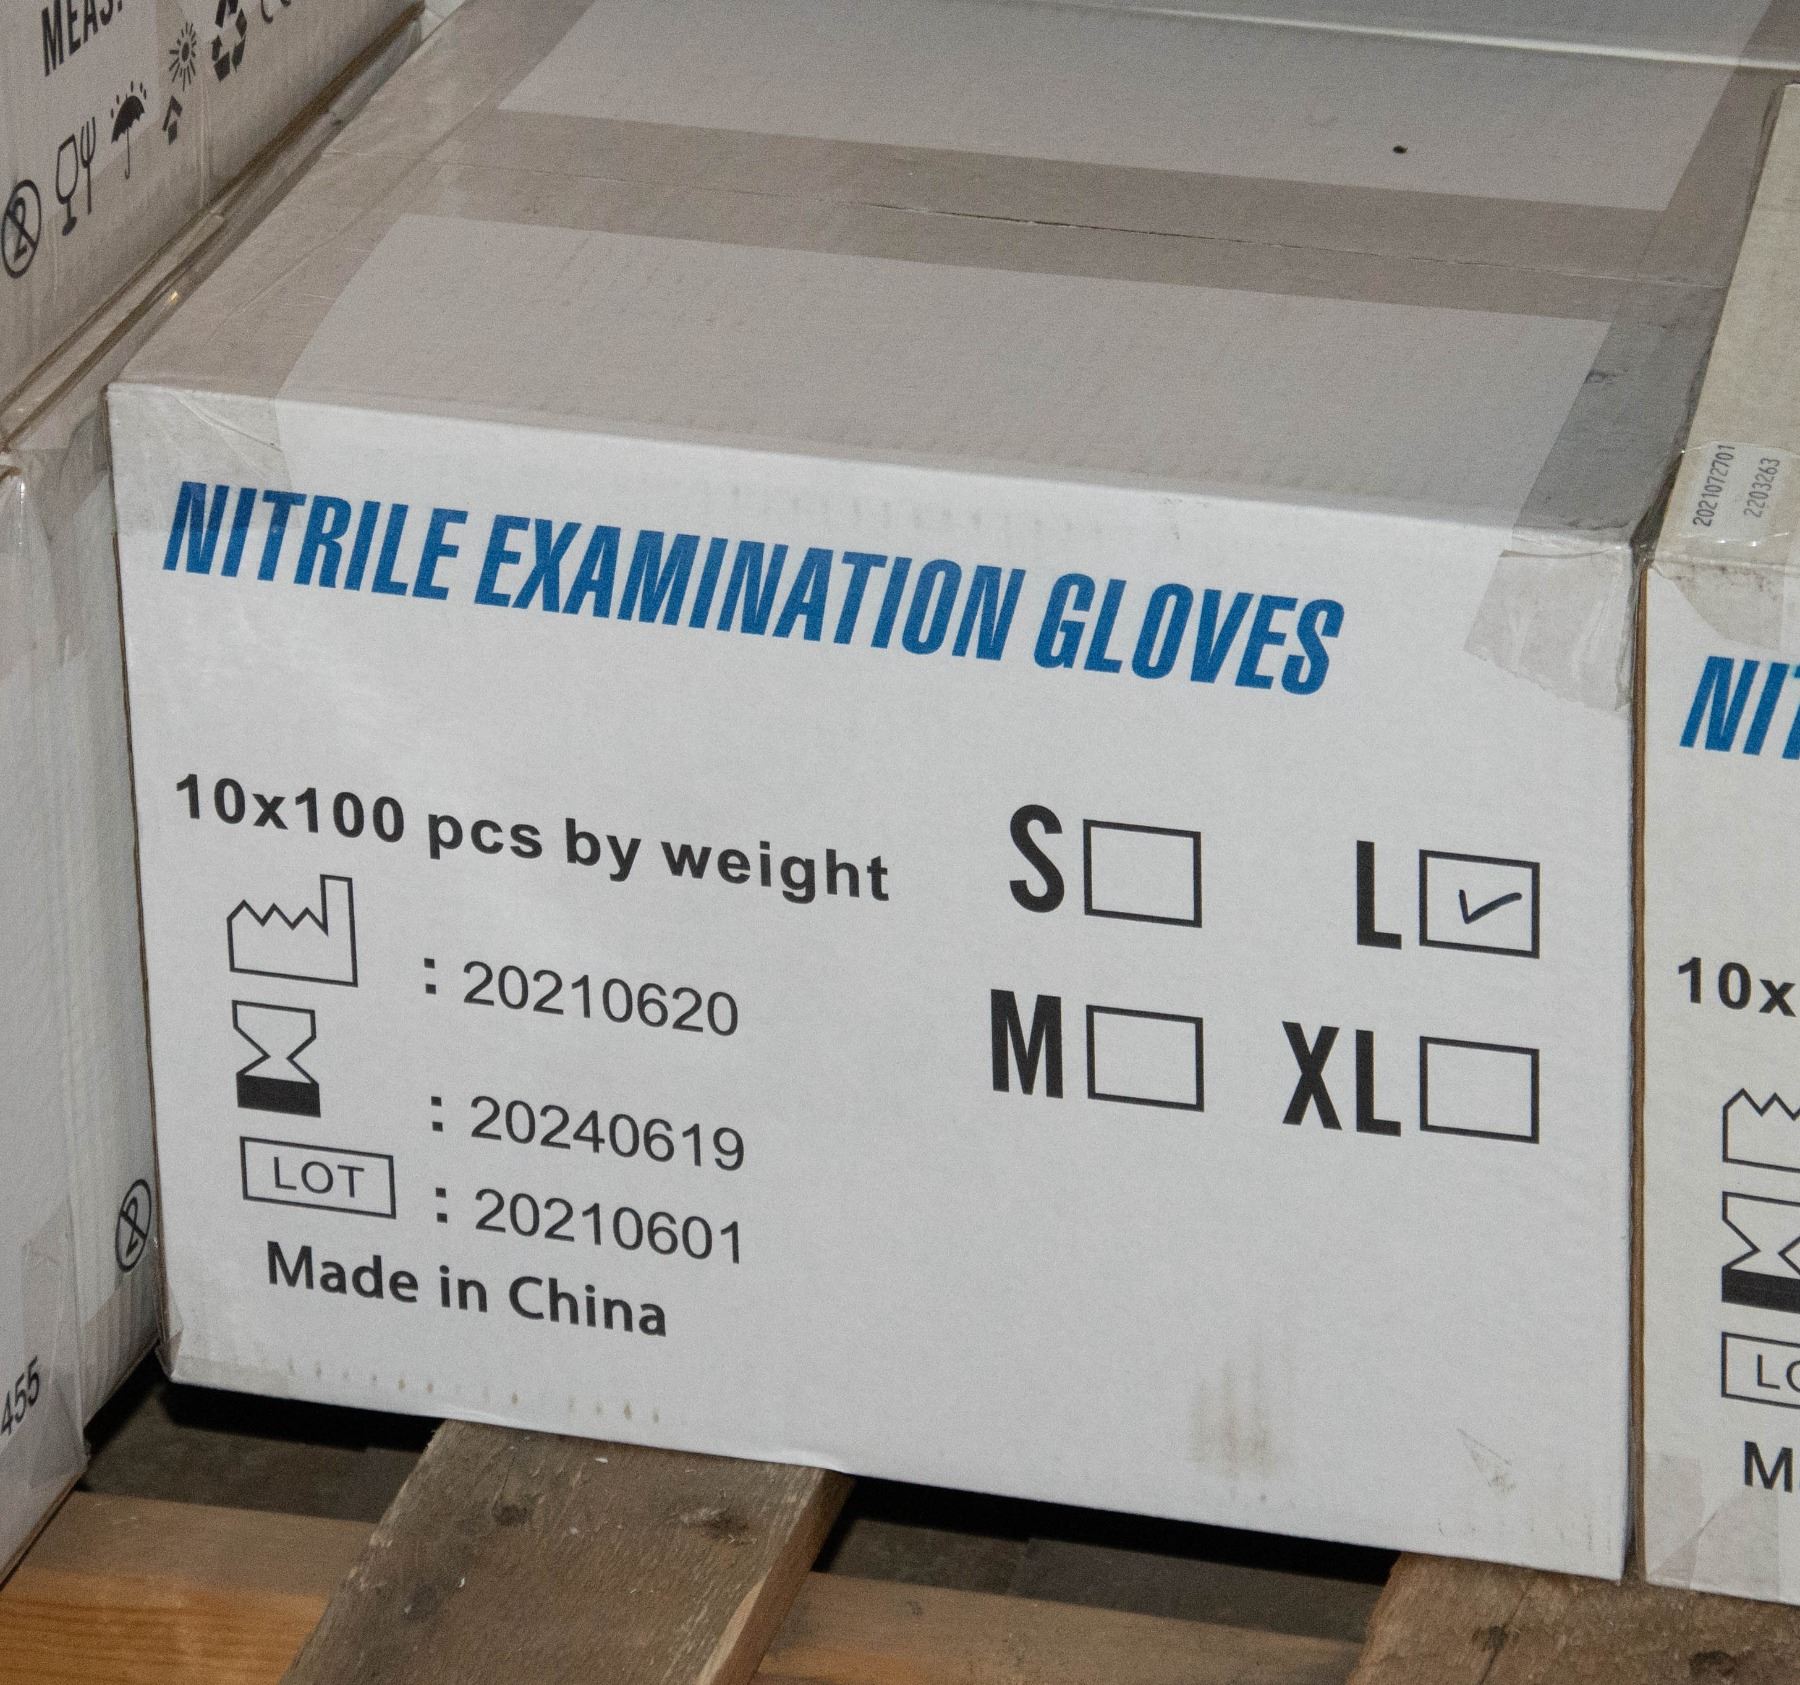 MEAS.
NITRILE EXAMINATION GLOVES
10x100 pcs by weight
S L
M XL
: 20210620
: 20240619
LOT : 20210601
Made in China
2021072701
2203263
NIT
10x
LO
M
455